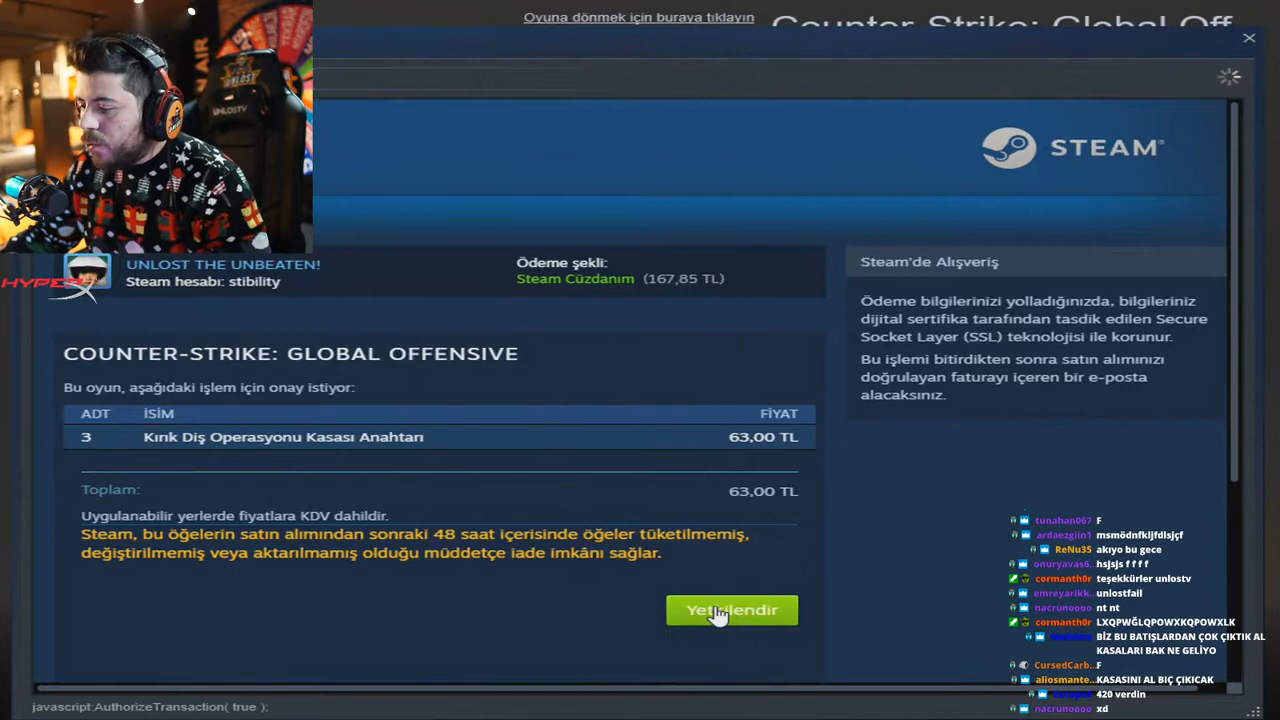 Oyuna dönmek için buraya tıklayın
Counter-Strike: Global Off
ON AIR
UNLOST
UNLOSTV
STEAM
HYPERX
UNLOST THE UNBEATEN!
Steam hesabı: stibility
Ödeme şekli:
Steam Cüzdanım (167,85 TL)
Steam'de Alışveriş
Ödeme bilgilerinizi yolladığınızda, bilgileriniz
dijital sertifika tarafından tasdik edilen Secure
Socket Layer (SSL) teknolojisi ile korunur.
Bu işlemi bitirdikten sonra satın alımınızı
doğrulayan faturayı içeren bir e-posta
alacaksınız.
COUNTER-STRIKE: GLOBAL OFFENSIVE
Bu oyun, aşağıdaki işlem için onay istiyor:
ADT İSİM FİYAT
3 Kırık Diş Operasyonu Kasası Anahtarı 63,00 TL
Toplam: 63,00 TL
Uygulanabilir yerlerde fiyatlara KDV dahildir.
Steam, bu öğelerin satın alımından sonraki 48 saat içerisinde öğeler tüketilmemiş,
değiştirilmemiş veya aktarılmamış olduğu müddetçe iade imkânı sağlar.
Yetkilendir
tunahan067 F
ardaezgiin1 msmödnfkljfdlsjçf
ReNu35 akıyo bu gece
onuryavas6.. hsjsjs f f f f
cormanth0r teşekkürler unlostv
emreyarikk.. unlostfail
nacrunoooo nt nt
cormanth0r LXQPWĞLQPOWXKQPOWXLK
BİZ BU BATIŞLARDAN ÇOK ÇIKTIK AL
KASALARI BAK NE GELİYO
CursedCarb.. F
aliosmante.. KASASINI AL BIÇ ÇIKICAK
420 verdin
nacrunoooo xd
javascript:AuthorizeTransaction( true );